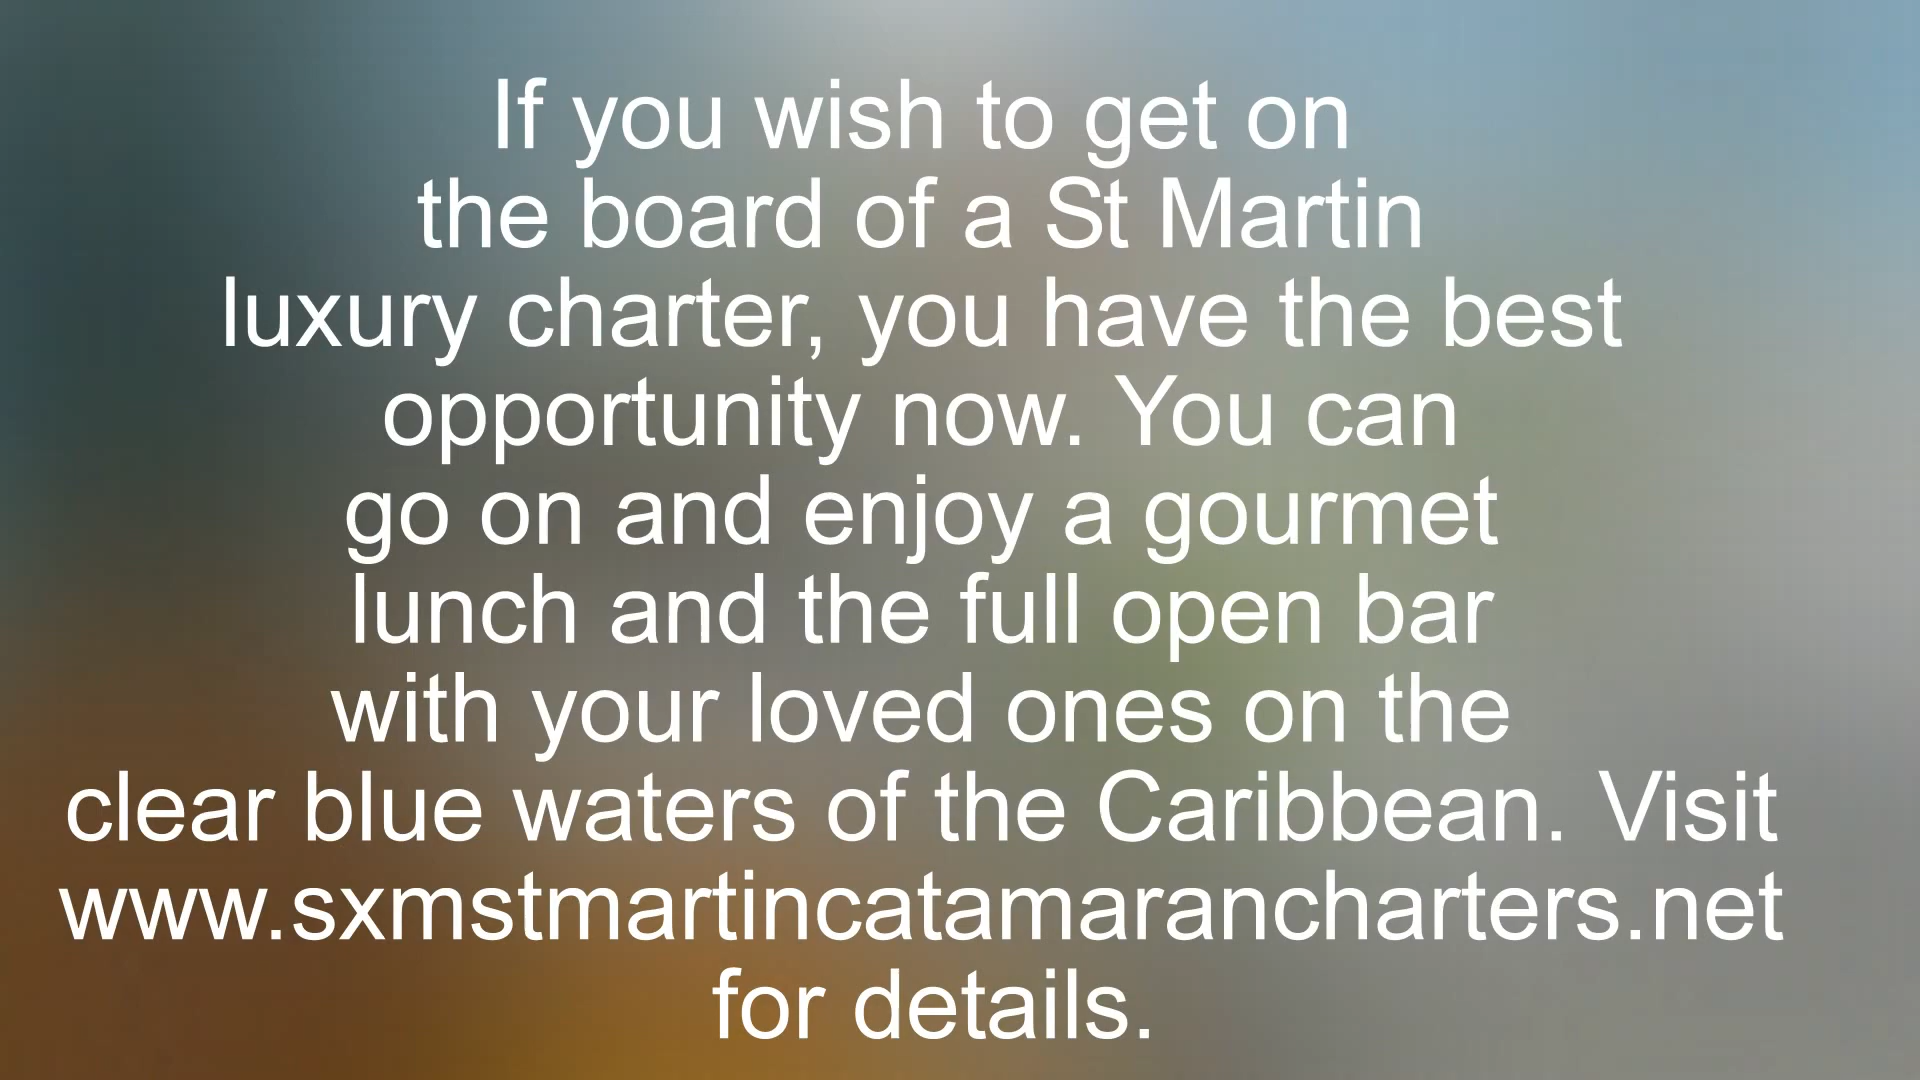 If you wish to get on
the board of a St Martin
luxury charter, you have the best
opportunity now. You can
go on and enjoy a gourmet
lunch and the full open bar
with your loved ones on the
clear blue waters of the Caribbean. Visit
www.sxmstmartincatamarancharters.net
for details.